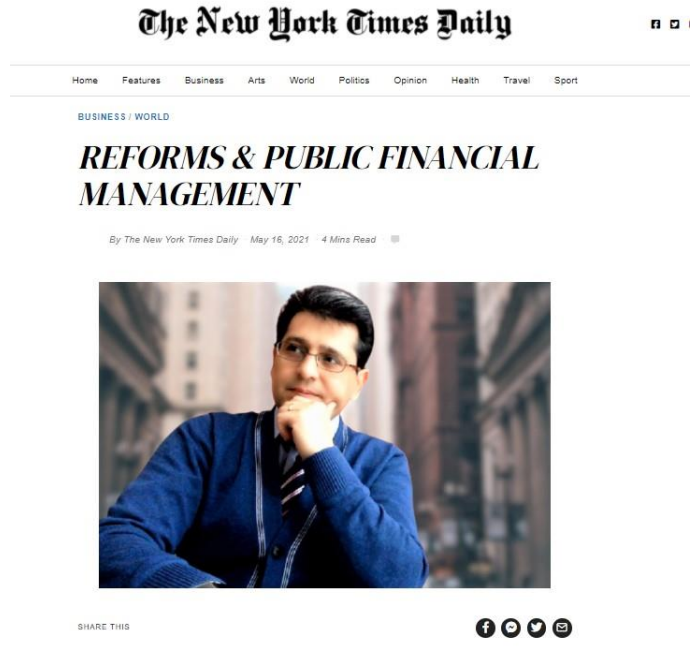 The New York Times Daily
Home Features Business Arts World Politics Opinion Health Travel Sport
BUSINESS / WORLD
REFORMS & PUBLIC FINANCIAL
MANAGEMENT
By The New York Times Daily May 16, 2021 4 Mins Read
SHARE THIS